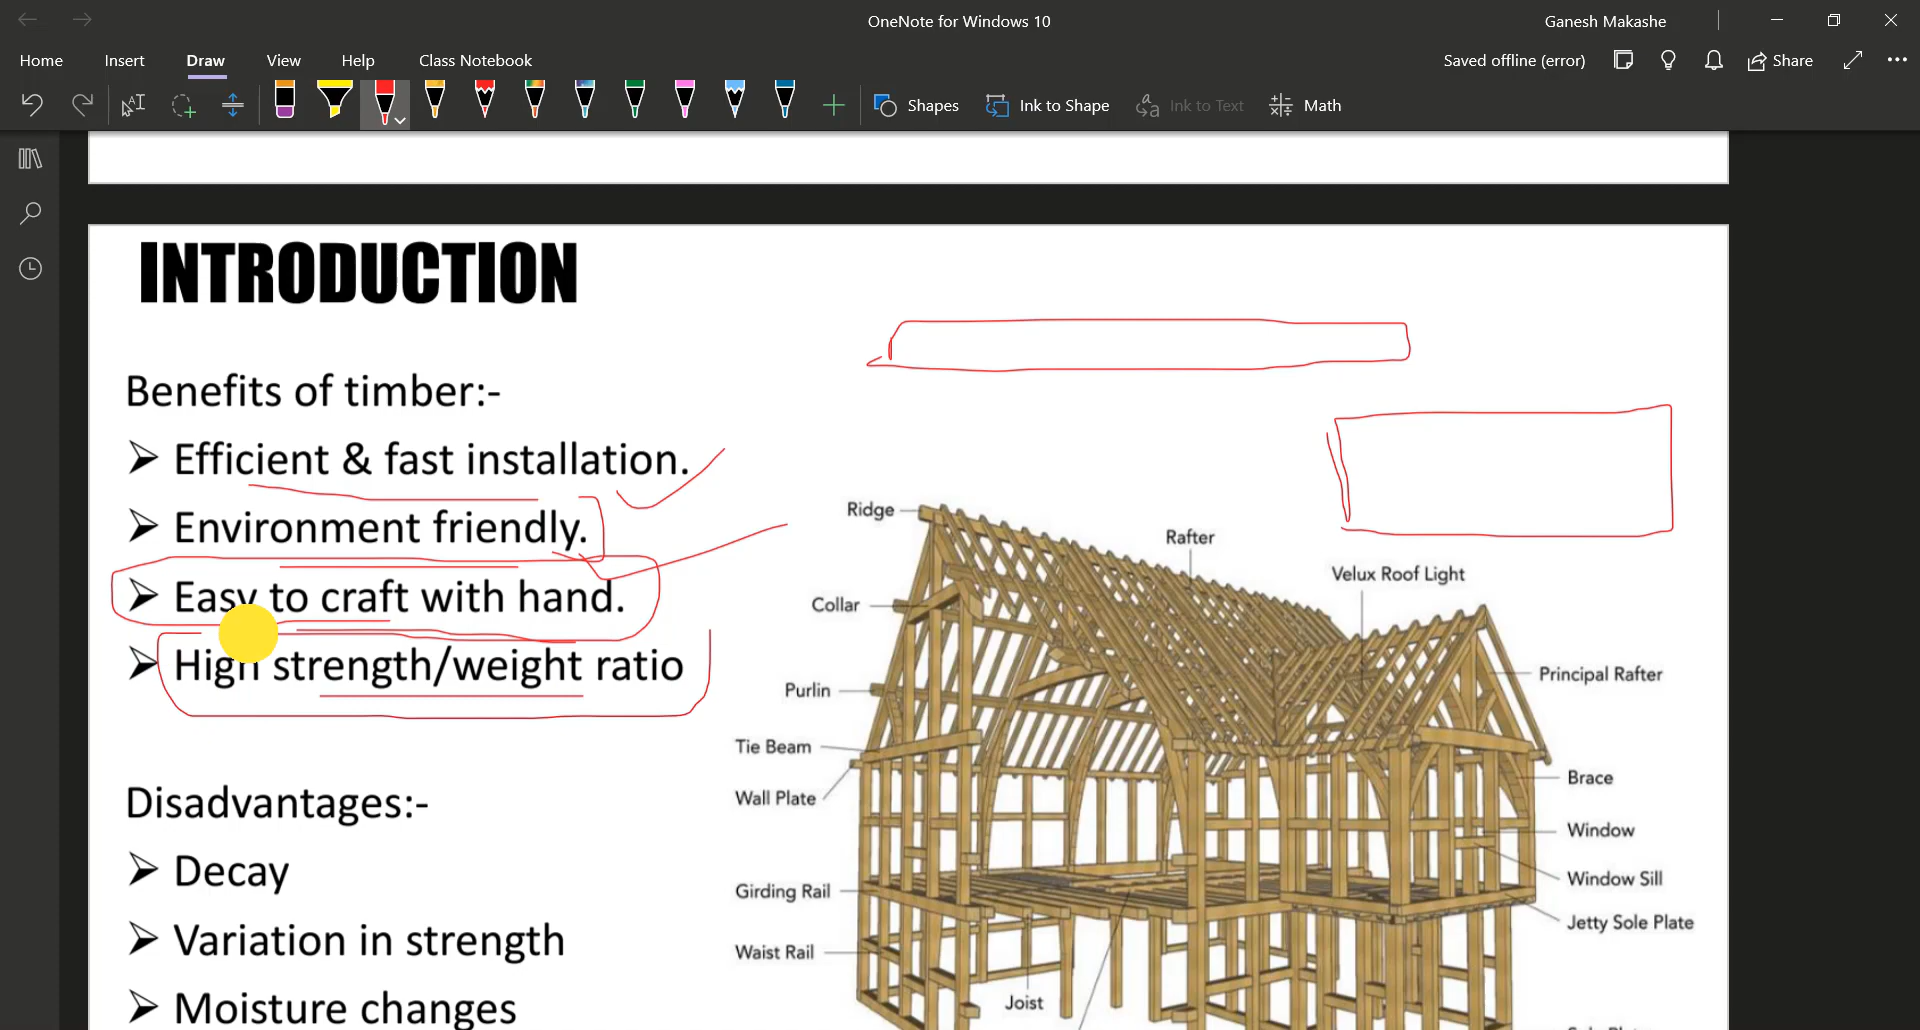 OneNote for Windows 10
Ganesh Makashe
Home Insert Draw View Help Class Notebook
Saved offline (error) Share
Shapes Ink to Shape Ink to Text Math
INTRODUCTION
Benefits of timber:-
Efficient & fast installation.
Environment friendly.
Easy to craft with hand.
High strength/weight ratio
Disadvantages:-
Decay
Variation in strength
Moisture changes
Ridge
Rafter
Velux Roof Light
Collar
Principal Rafter
Purlin
Tie Beam
Brace
Wall Plate
Window
Window Sill
Girding Rail
Jetty Sole Plate
Waist Rail
Joist